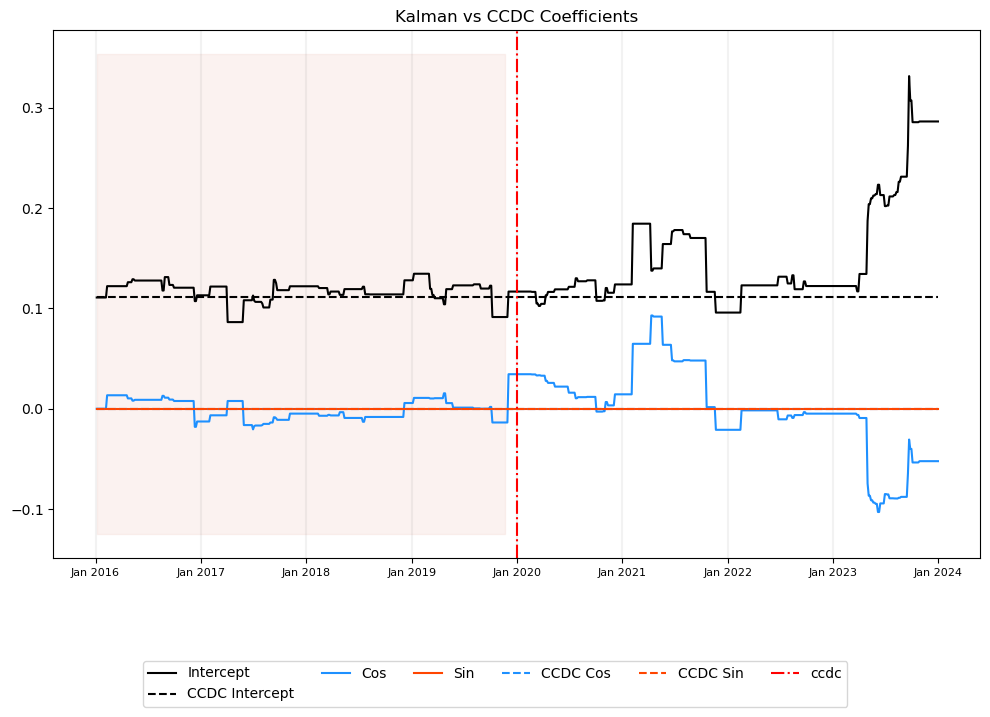 Kalman vs CCDC Coefficients
0.3
0.2
0.1
0.0
−0.1
Jan 2016 Jan 2017 Jan 2018 Jan 2019 Jan 2020 Jan 2021 Jan 2022 Jan 2023 Jan 2024
Intercept Cos Sin CCDC Cos CCDC Sin ccdc
CCDC Intercept